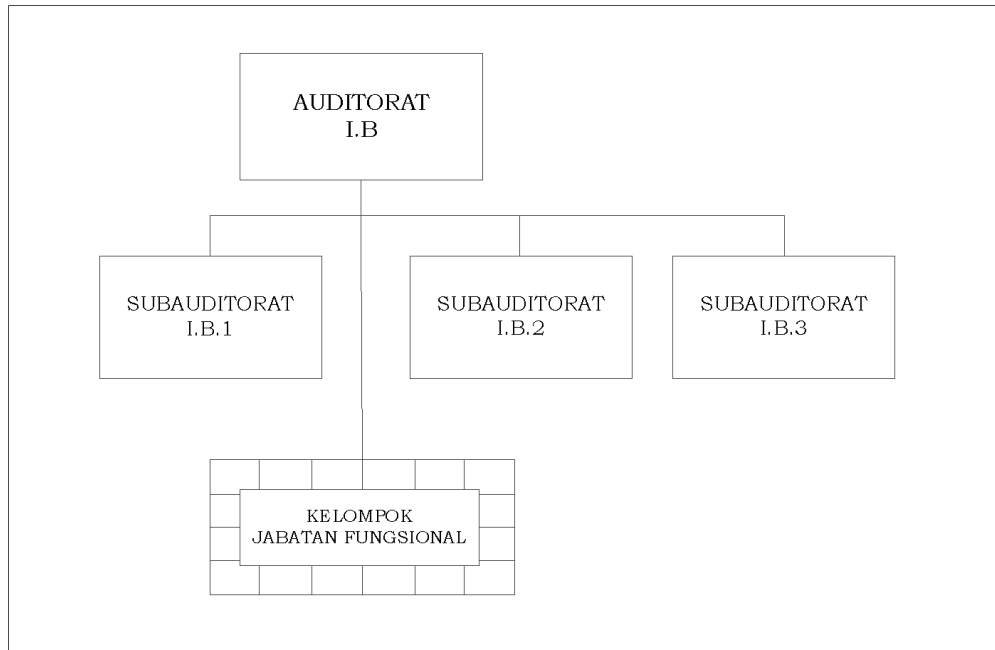 AUDITORAT
I.B
SUBAUDITORAT
I.B.1
SUBAUDITORAT
I.B.2
SUBAUDITORAT
I.B.3
KELOMPOK
JABATAN FUNGSIONAL